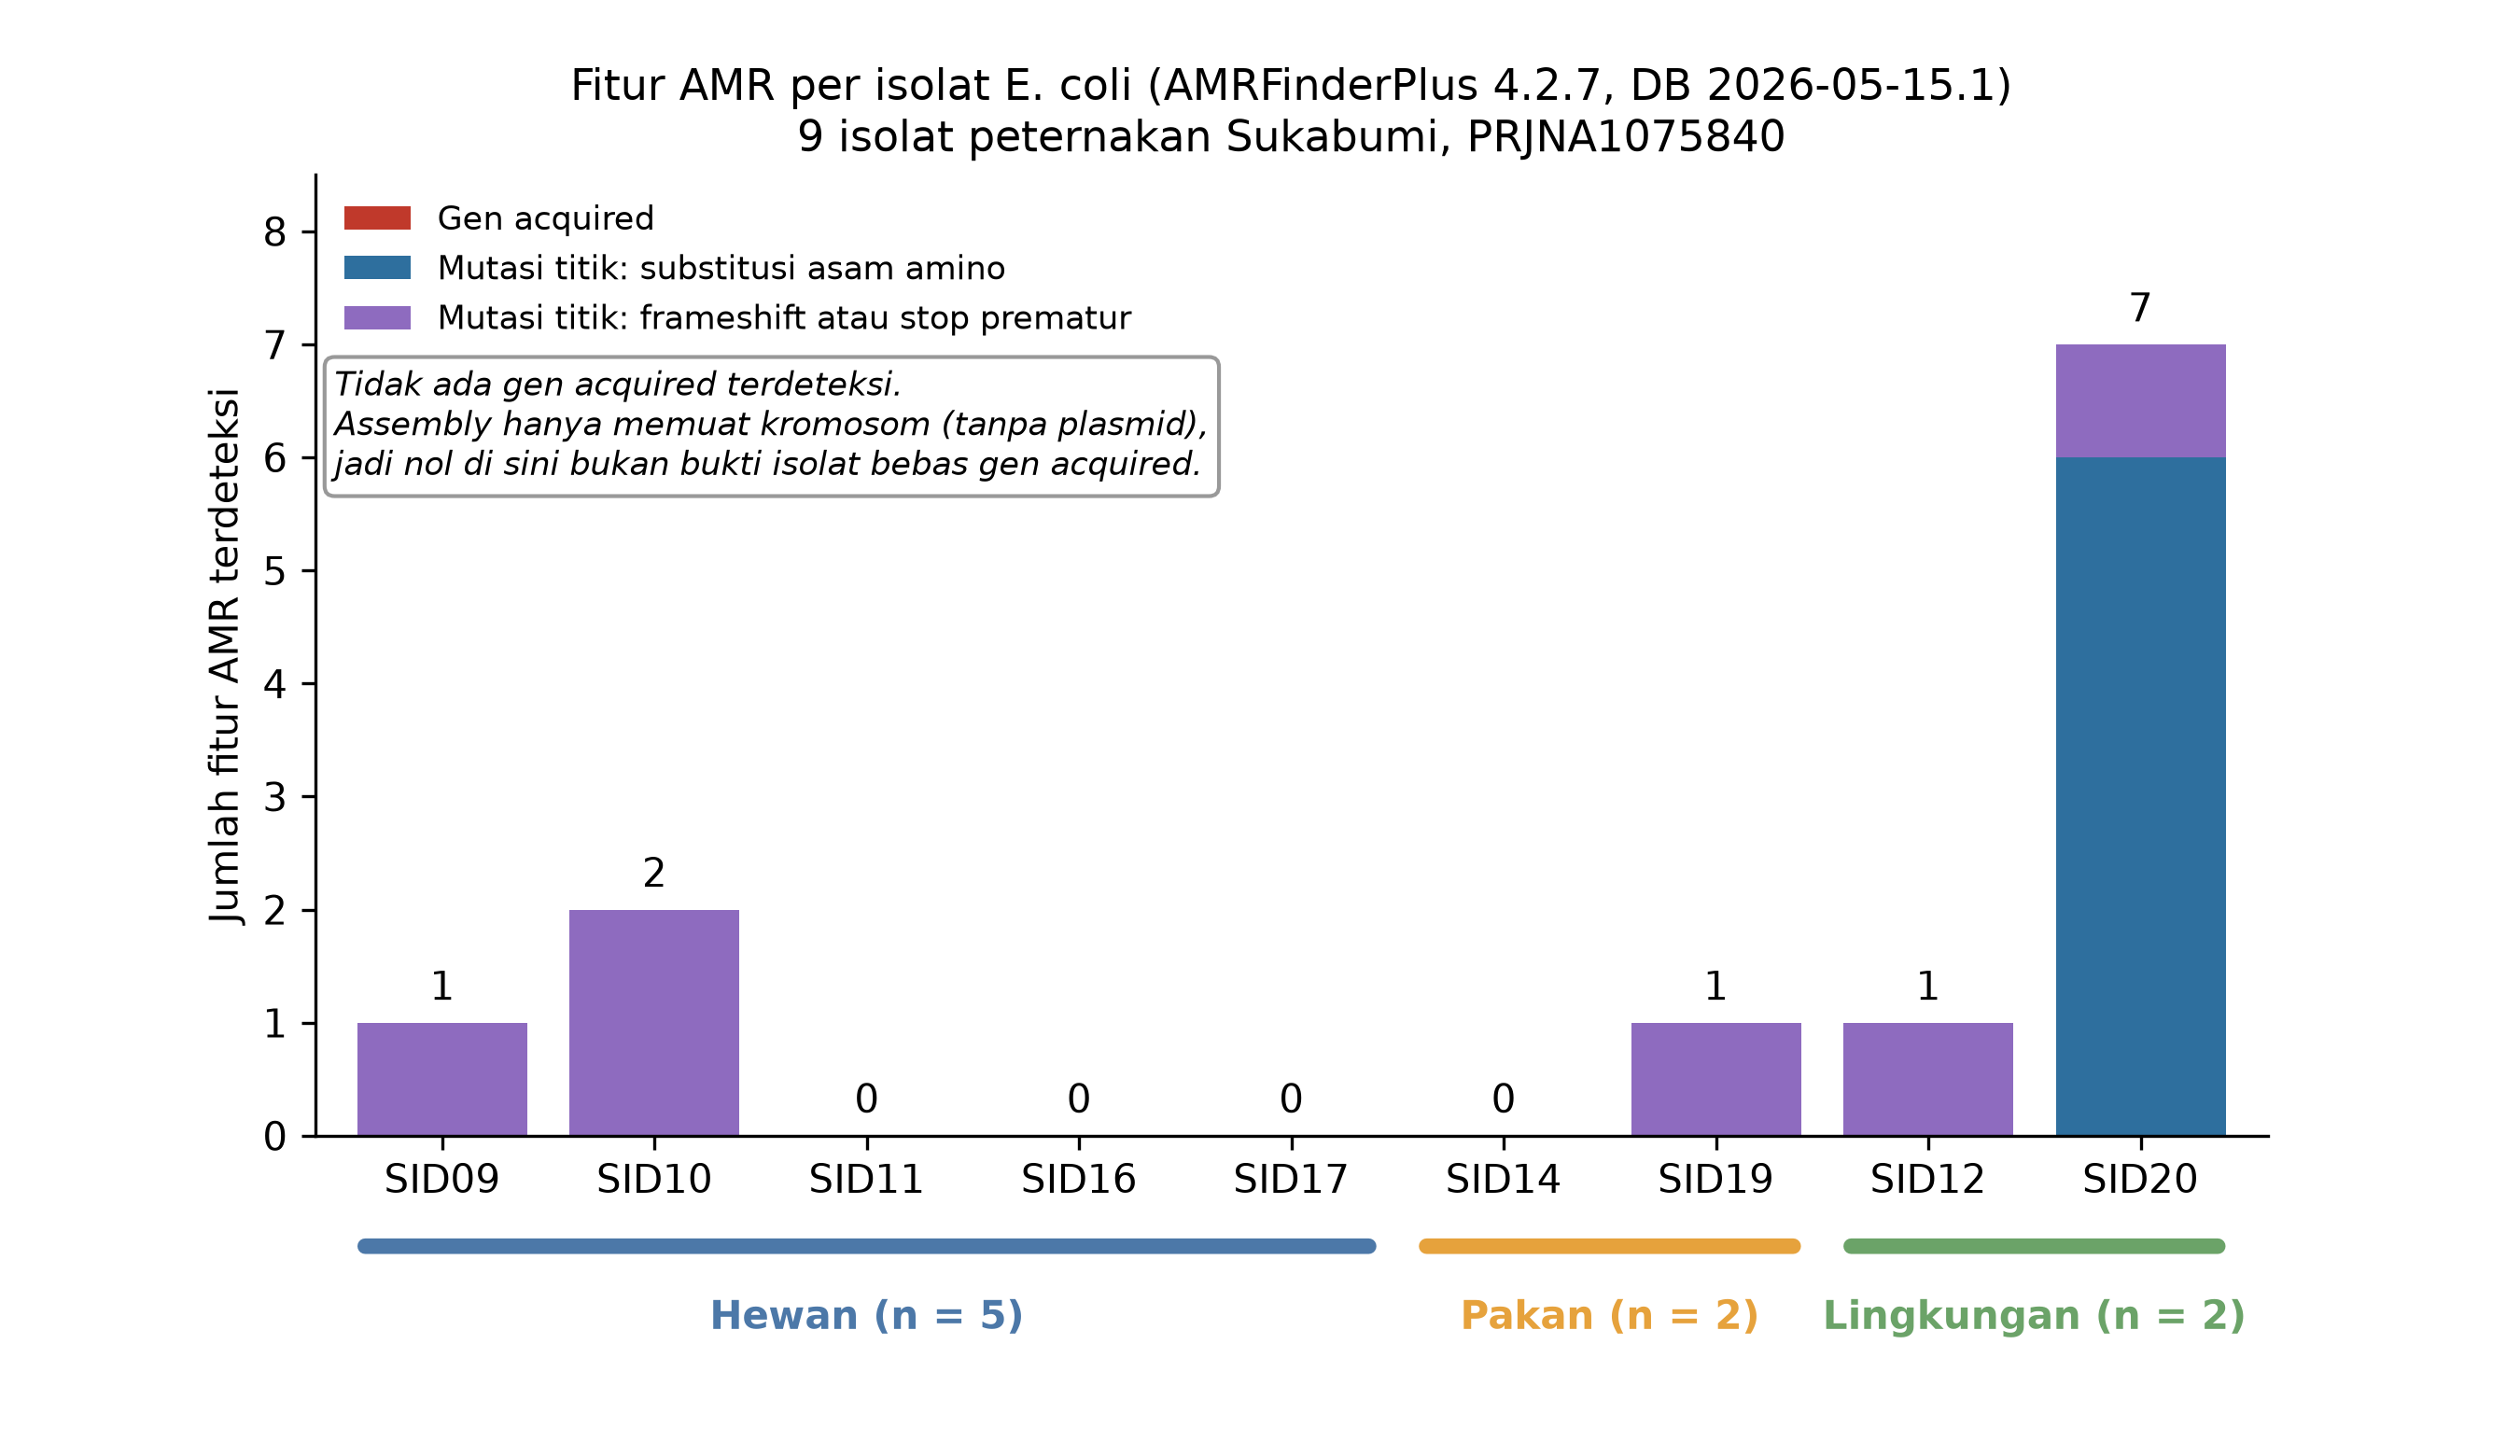 Fitur AMR per isolat E. coli (AMRFinderPlus 4.2.7, DB 2026-05-15.1)
9 isolat peternakan Sukabumi, PRJNA1075840
Gen acquired
Mutasi titik: substitusi asam amino
Mutasi titik: frameshift atau stop prematur
Tidak ada gen acquired terdeteksi.
Assembly hanya memuat kromosom (tanpa plasmid),
jadi nol di sini bukan bukti isolat bebas gen acquired.
Jumlah fitur AMR terdeteksi
8
7
6
5
4
3
2
1
0
1
2
0
0
0
0
1
1
7
SID09
SID10
SID11
SID16
SID17
SID14
SID19
SID12
SID20
Hewan (n = 5)
Pakan (n = 2)
Lingkungan (n = 2)